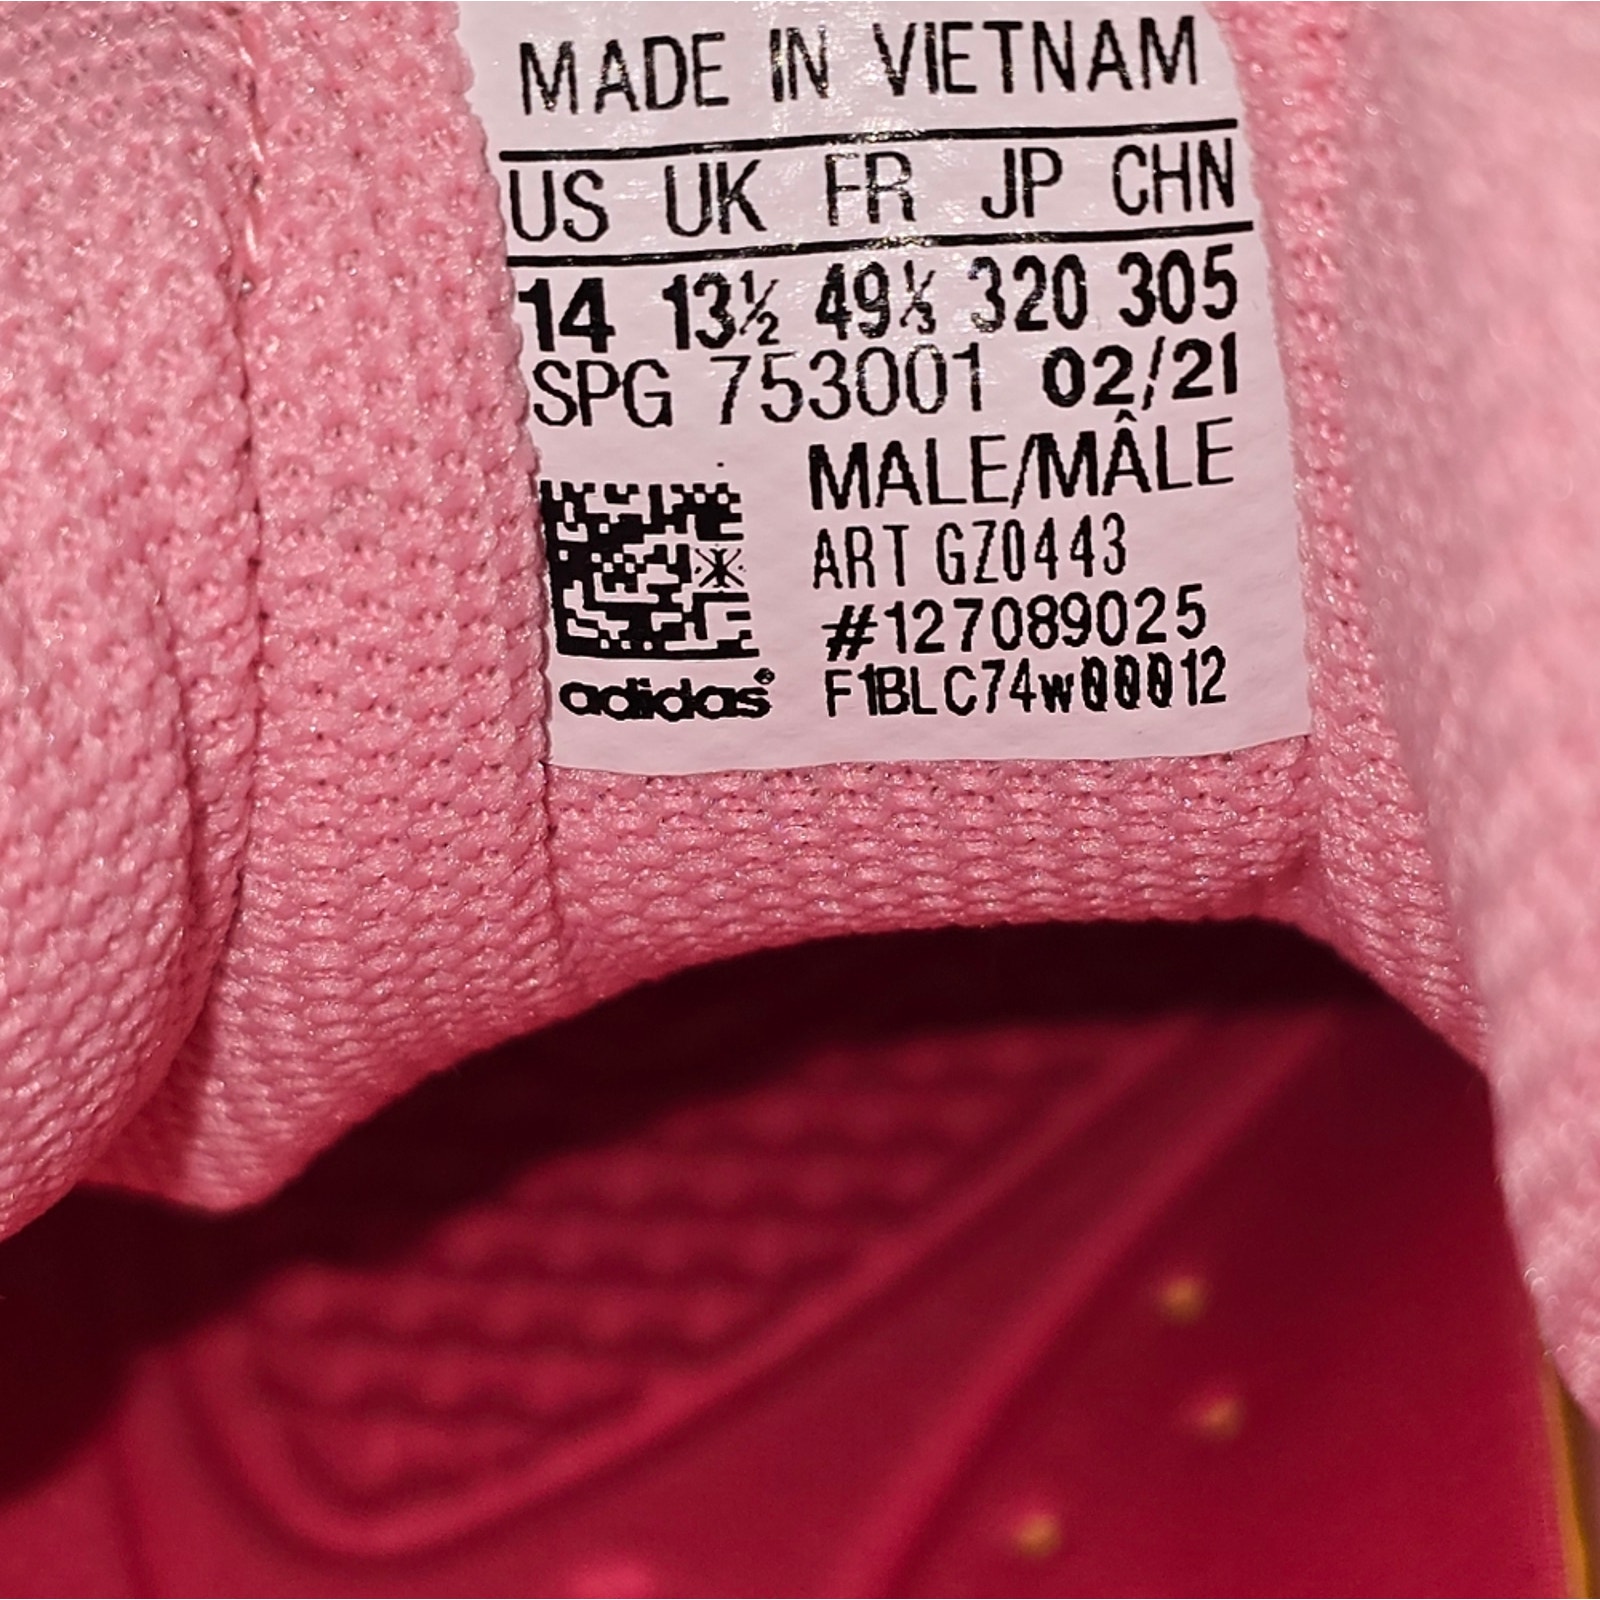 MADE IN VIETNAM
US UK FR JP CHN
14 13½ 49⅓ 320 305
SPG 753001 02/21
MALE/MÂLE
ART GZ0443
#127089025
adidas® F1BLC74w00012